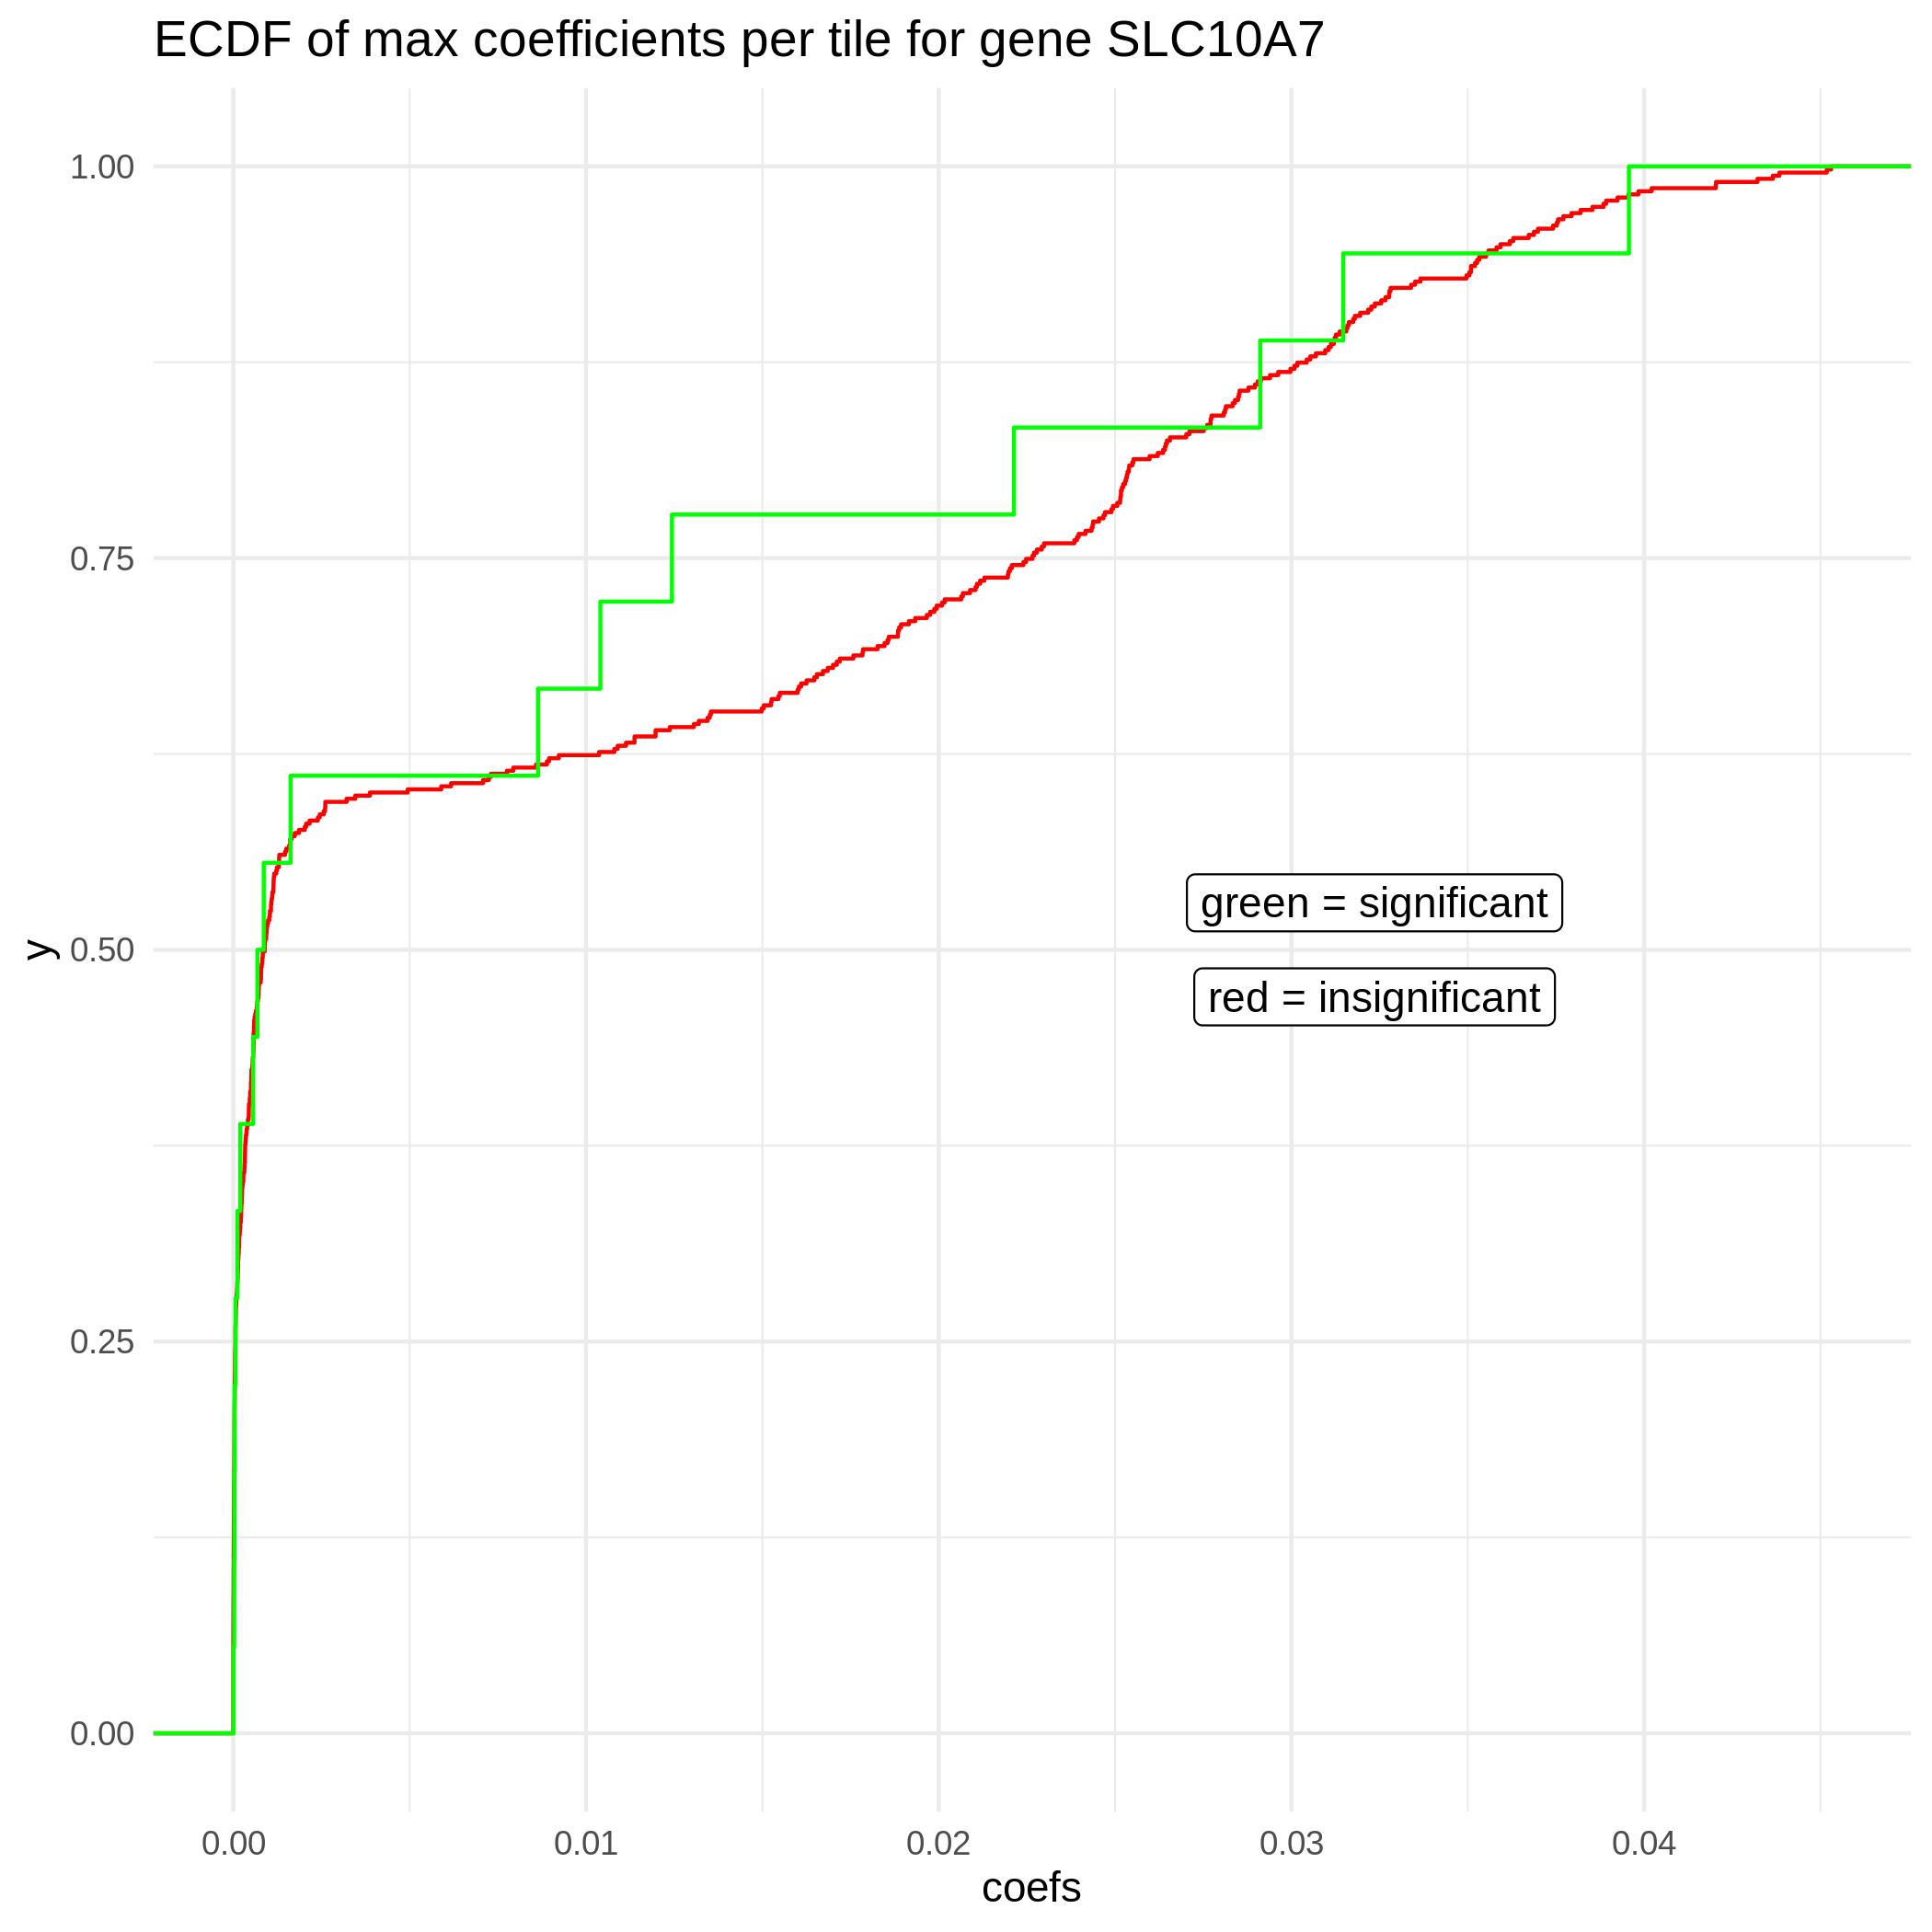 ECDF of max coefficients per tile for gene SLC10A7
1.00
0.75
0.50
0.25
0.00
y
green = significant
red = insignificant
0.00 0.01 0.02 0.03 0.04
coefs